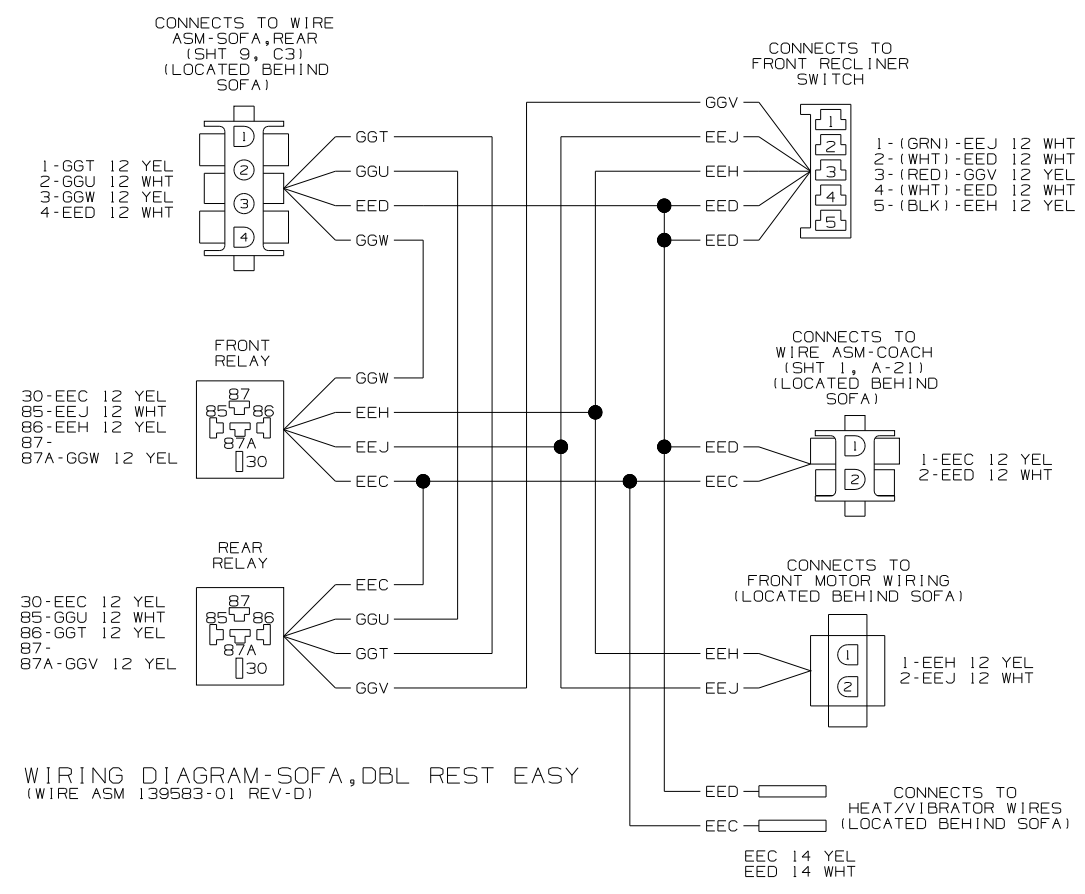 CONNECTS TO WIRE
ASM-SOFA,REAR
(SHT 9, C3)
(LOCATED BEHIND
SOFA)
1
2
3
4
1-GGT 12 YEL
2-GGU 12 WHT
3-GGW 12 YEL
4-EED 12 WHT
GGT
GGU
EED
GGW
CONNECTS TO
FRONT RECLINER
SWITCH
GGV
EEJ
EEH
EED
EED
1
2
3
4
5
1-(GRN)-EEJ 12 WHT
2-(WHT)-EED 12 WHT
3-(RED)-GGV 12 YEL
4-(WHT)-EED 12 WHT
5-(BLK)-EEH 12 YEL
FRONT
RELAY
30-EEC 12 YEL
85-EEJ 12 WHT
86-EEH 12 YEL
87-
87A-GGW 12 YEL
87
85 86
87A
30
GGW
EEH
EEJ
EEC
CONNECTS TO
WIRE ASM-COACH
(SHT 1, A-21)
(LOCATED BEHIND
SOFA)
EED
EEC
1
2
1-EEC 12 YEL
2-EED 12 WHT
REAR
RELAY
30-EEC 12 YEL
85-GGU 12 WHT
86-GGT 12 YEL
87-
87A-GGV 12 YEL
87
85 86
87A
30
EEC
GGU
GGT
GGV
CONNECTS TO
FRONT MOTOR WIRING
(LOCATED BEHIND SOFA)
EEH
EEJ
1
2
1-EEH 12 YEL
2-EEJ 12 WHT
WIRING DIAGRAM-SOFA,DBL REST EASY
(WIRE ASM 139583-01 REV-D)
EED
EEC
CONNECTS TO
HEAT/VIBRATOR WIRES
(LOCATED BEHIND SOFA)
EEC 14 YEL
EED 14 WHT